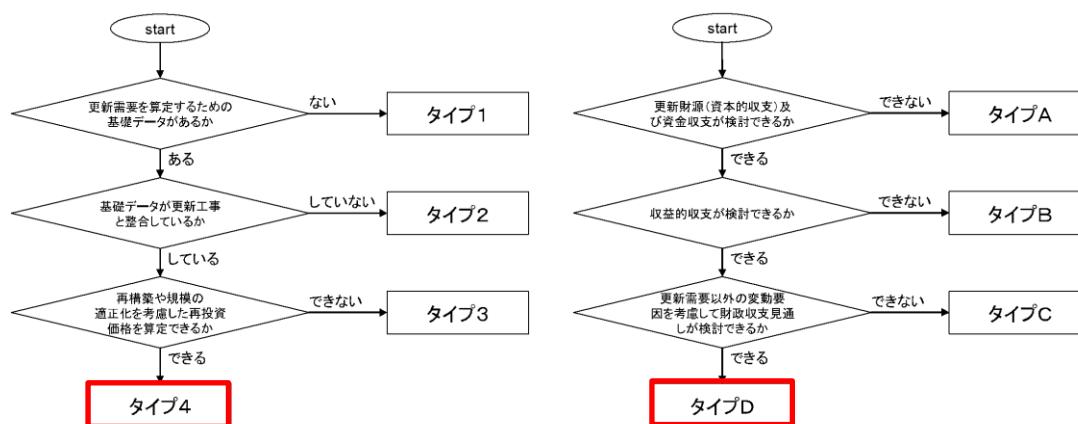 start
更新需要を算定するための
基礎データがあるか
ない
タイプ1
ある
基礎データが更新工事
と整合しているか
していない
タイプ2
している
再構築や規模の
適正化を考慮した再投資
価格を算定できるか
できない
タイプ3
できる
タイプ4
start
更新財源(資本的収支)及
び資金収支が検討できるか
できない
タイプA
できる
収益的収支が検討できるか
できない
タイプB
できる
更新需要以外の変動要
因を考慮して財政収支見通
しが検討できるか
できない
タイプC
できる
タイプD